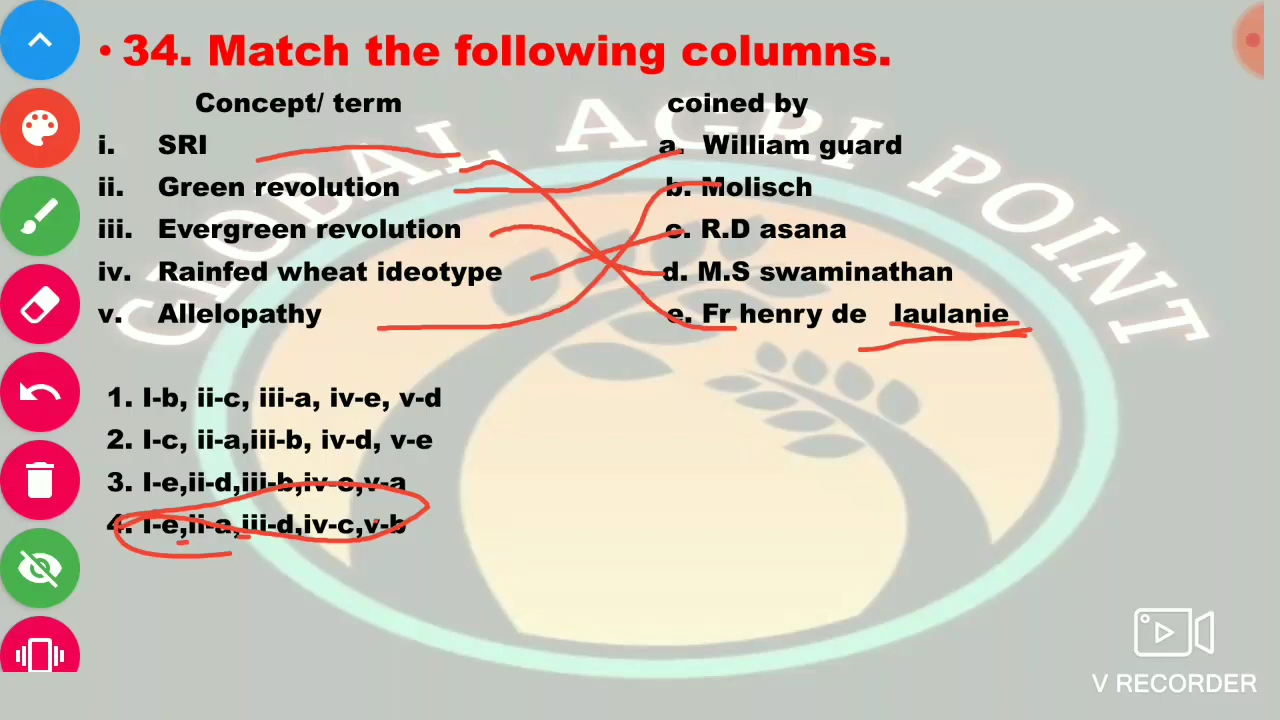 • 34. Match the following columns.
Concept/ term coined by
i. SRI a. William guard
ii. Green revolution b. Molisch
iii. Evergreen revolution c. R.D asana
iv. Rainfed wheat ideotype d. M.S swaminathan
v. Allelopathy e. Fr henry de laulanie
1. I-b, ii-c, iii-a, iv-e, v-d
2. I-c, ii-a,iii-b, iv-d, v-e
3. I-e,ii-d,iii-b,iv-c,v-a
4. I-e,ii-a,iii-d,iv-c,v-b
GLOBAL AGRI POINT
V RECORDER